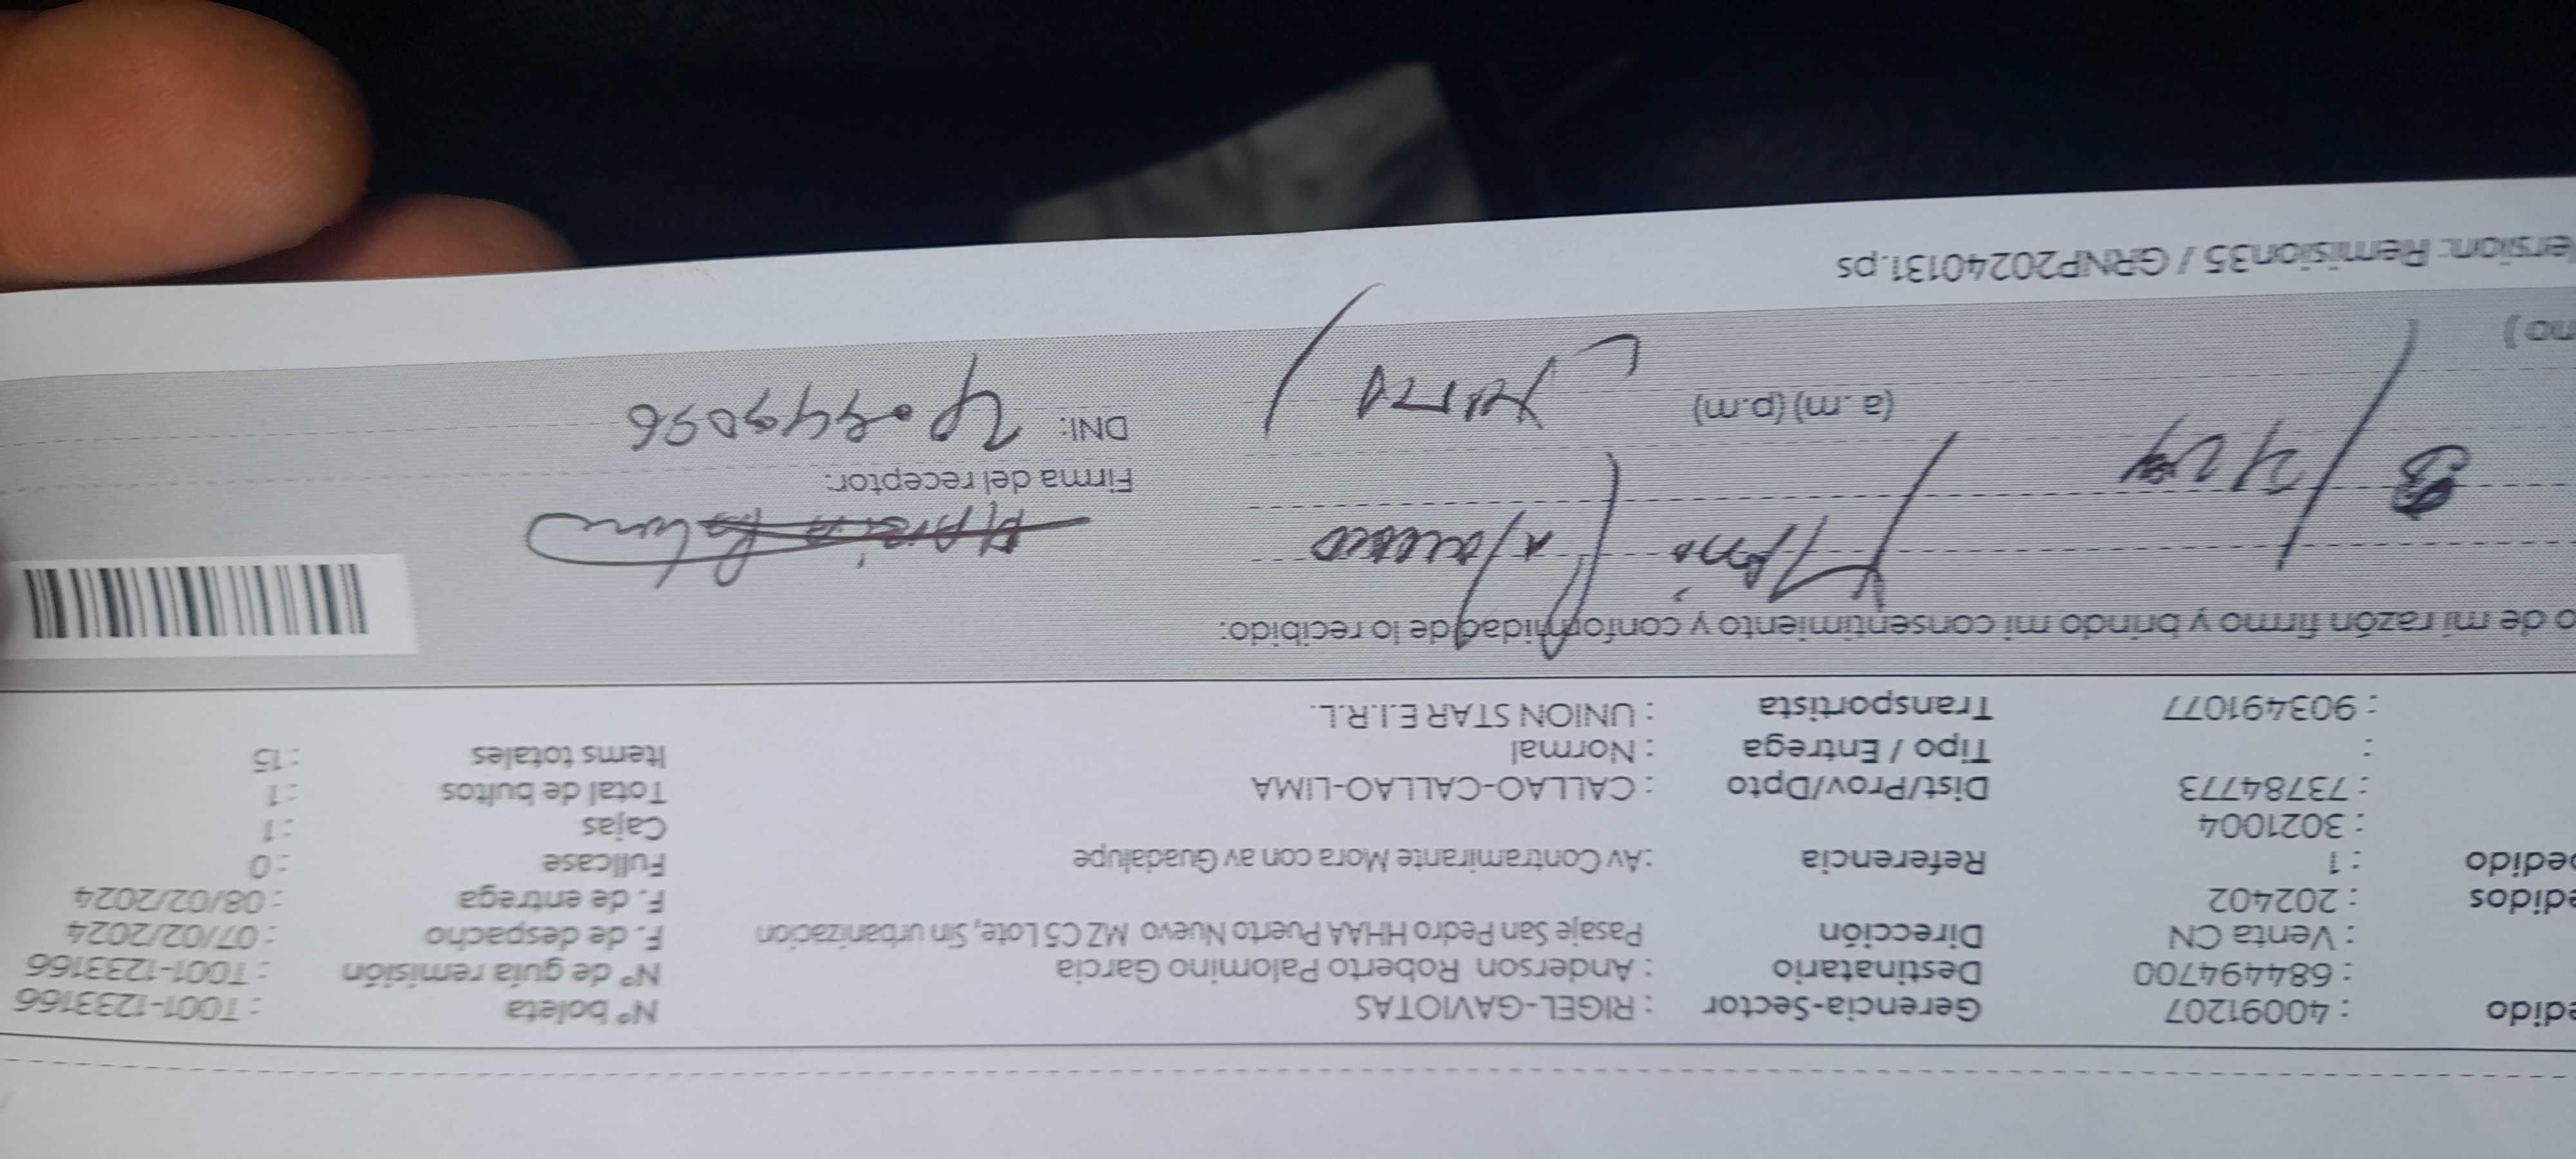 edido : 40091207 Gerencia-Sector : RIGEL-GAVIOTAS N° boleta : T001-1233166
: 684494700 Destinatario : Anderson Roberto Palomino Garcia N° de guía remisión : T001-1233166
: Venta CN Dirección Pasaje San Pedro HHAA Puerto Nuevo MZ C5 Lote, Sin urbanización F. de despacho : 07/02/2024
edidos : 202402 F. de entrega : 08/02/2024
edido : 1 Referencia : Av Contramirante Mora con av Guadalupe Fullcase : 0
: 3021004 Cajas : 1
: 73784773 Dist/Prov/Dpto : CALLAO-CALLAO-LIMA Total de bultos : 1
: Tipo / Entrega : Normal Items totales : 15
: 903491077 Transportista : UNION STAR E.I.R.L.
o de mi razón firmo y brindo mi consentimiento y conformidad de lo recibido:
Firma del receptor:
(a.m) (p.m) DNI:
no)
ersion: Remision35 / GRNP20240131.ps